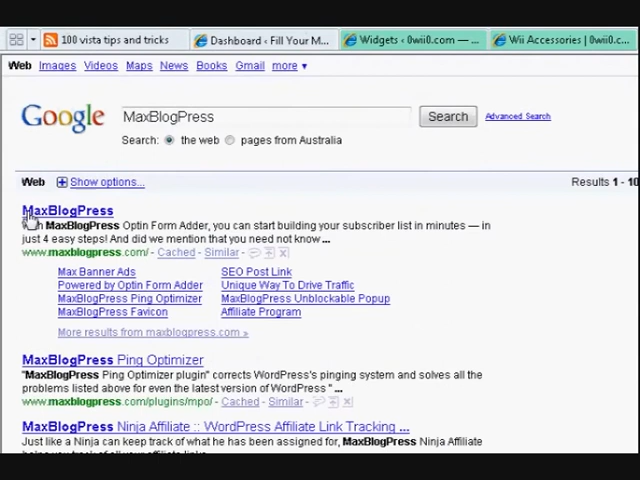 100 vista tips and tricks
Dashboard ‹ Fill Your M...
Widgets ‹ 0wii0.com — ...
Wii Accessories | 0wii0.c...
Web Images Videos Maps News Books Gmail more ▼
Google
MaxBlogPress
Search
Advanced Search
Search: the web pages from Australia
Web Show options...
Results 1 - 10
MaxBlogPress
MaxBlogPress Optin Form Adder, you can start building your subscriber list in minutes — in
just 4 easy steps! And did we mention that you need not know ...
www.maxblogpress.com/ - Cached - Similar -
Max Banner Ads
SEO Post Link
Powered by Optin Form Adder
Unique Way To Drive Traffic
MaxBlogPress Ping Optimizer
MaxBlogPress Unblockable Popup
MaxBlogPress Favicon
Affiliate Program
More results from maxblogpress.com »
MaxBlogPress Ping Optimizer
"MaxBlogPress Ping Optimizer plugin" corrects WordPress's pinging system and solves all the
problems listed above for even the latest version of WordPress " ...
www.maxblogpress.com/plugins/mpo/ - Cached - Similar -
MaxBlogPress Ninja Affiliate :: WordPress Affiliate Link Tracking ...
Just like a Ninja can keep track of what he has been assigned for, MaxBlogPress Ninja Affiliate